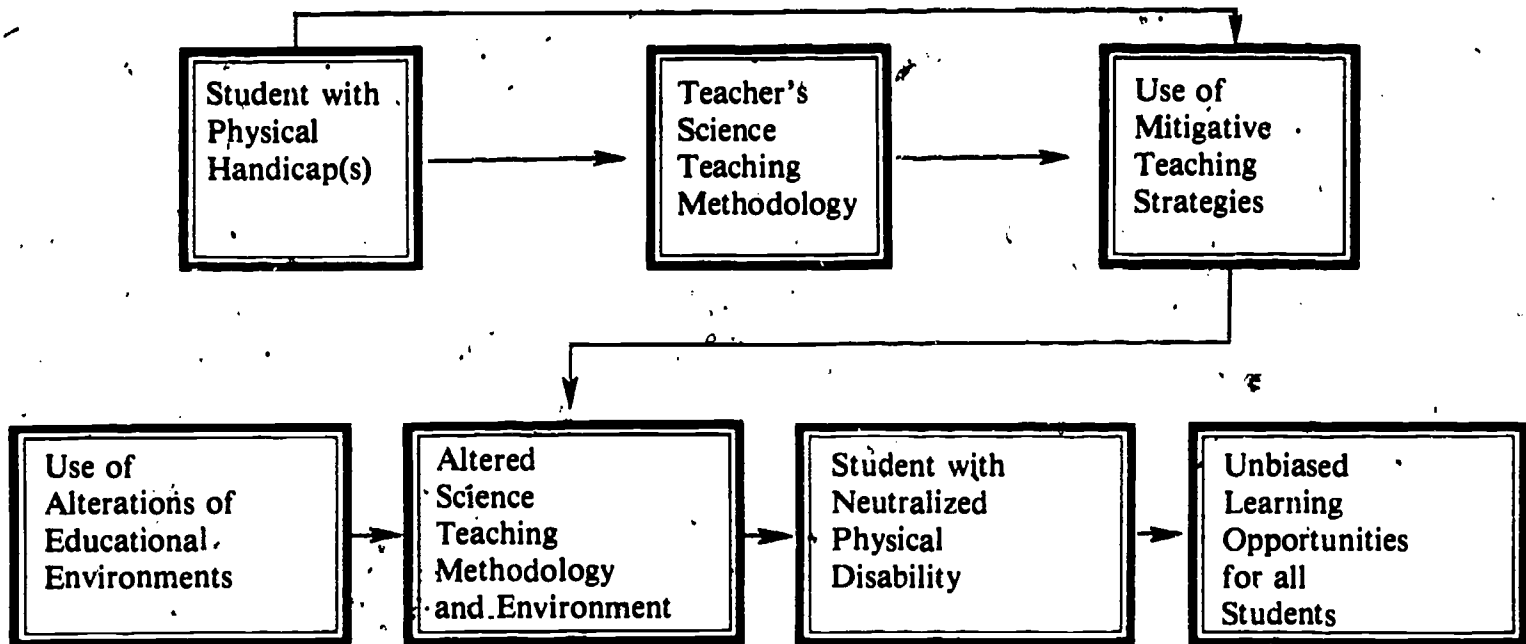 Student with
Physical
Handicap(s)
Teacher's
Science
Teaching
Methodology
Use of
Mitigative
Teaching
Strategies
Use of
Alterations of
Educational
Environments
Altered
Science
Teaching
Methodology
and Environment
Student with
Neutralized
Physical
Disability
Unbiased
Learning
Opportunities
for all
Students